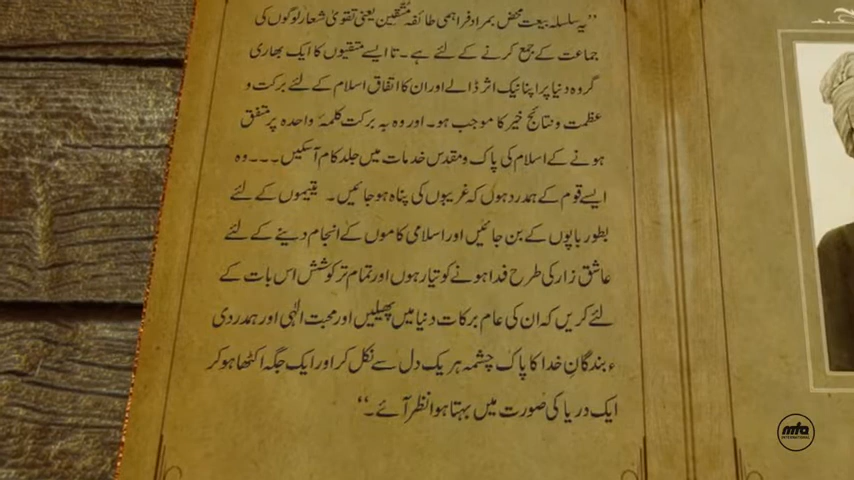 ”یہ سلسلہ بیعت محض بمراد فراہمی طائفہ متقین یعنی تقویٰ شعار لوگوں کی
جماعت کے جمع کرنے کے لئے ہے۔ تا ایسے متقیوں کا ایک بھاری
گروہ دنیا پر اپنا نیک اثر ڈالے اور ان کا اتفاق اسلام کے لئے برکت و
عظمت و نتائج خیر کا موجب ہو۔ اور وہ بہ برکت کلمہ واحدہ پر متفق
ہونے کے اسلام کی پاک و مقدس خدمات میں جلد کام آسکیں۔۔۔ وہ
ایسے قوم کے ہمدرد ہوں کہ غریبوں کی پناہ ہو جائیں۔ یتیموں کے لئے
بطور باپوں کے بن جائیں اور اسلامی کاموں کے انجام دینے کے لئے
عاشق زار کی طرح فدا ہونے کو تیار ہوں اور تمام تر کوشش اس بات کے
لئے کریں کہ ان کی عام برکات دنیا میں پھیلیں اور محبت الٰہی اور ہمدردی
ء بندگانِ خدا کا پاک چشمہ ہریک دل سے نکل کر اور ایک جگہ اکٹھا ہو کر
ایک دریا کی صورت میں بہتا ہوا نظر آئے۔“
mta
INTERNATIONAL